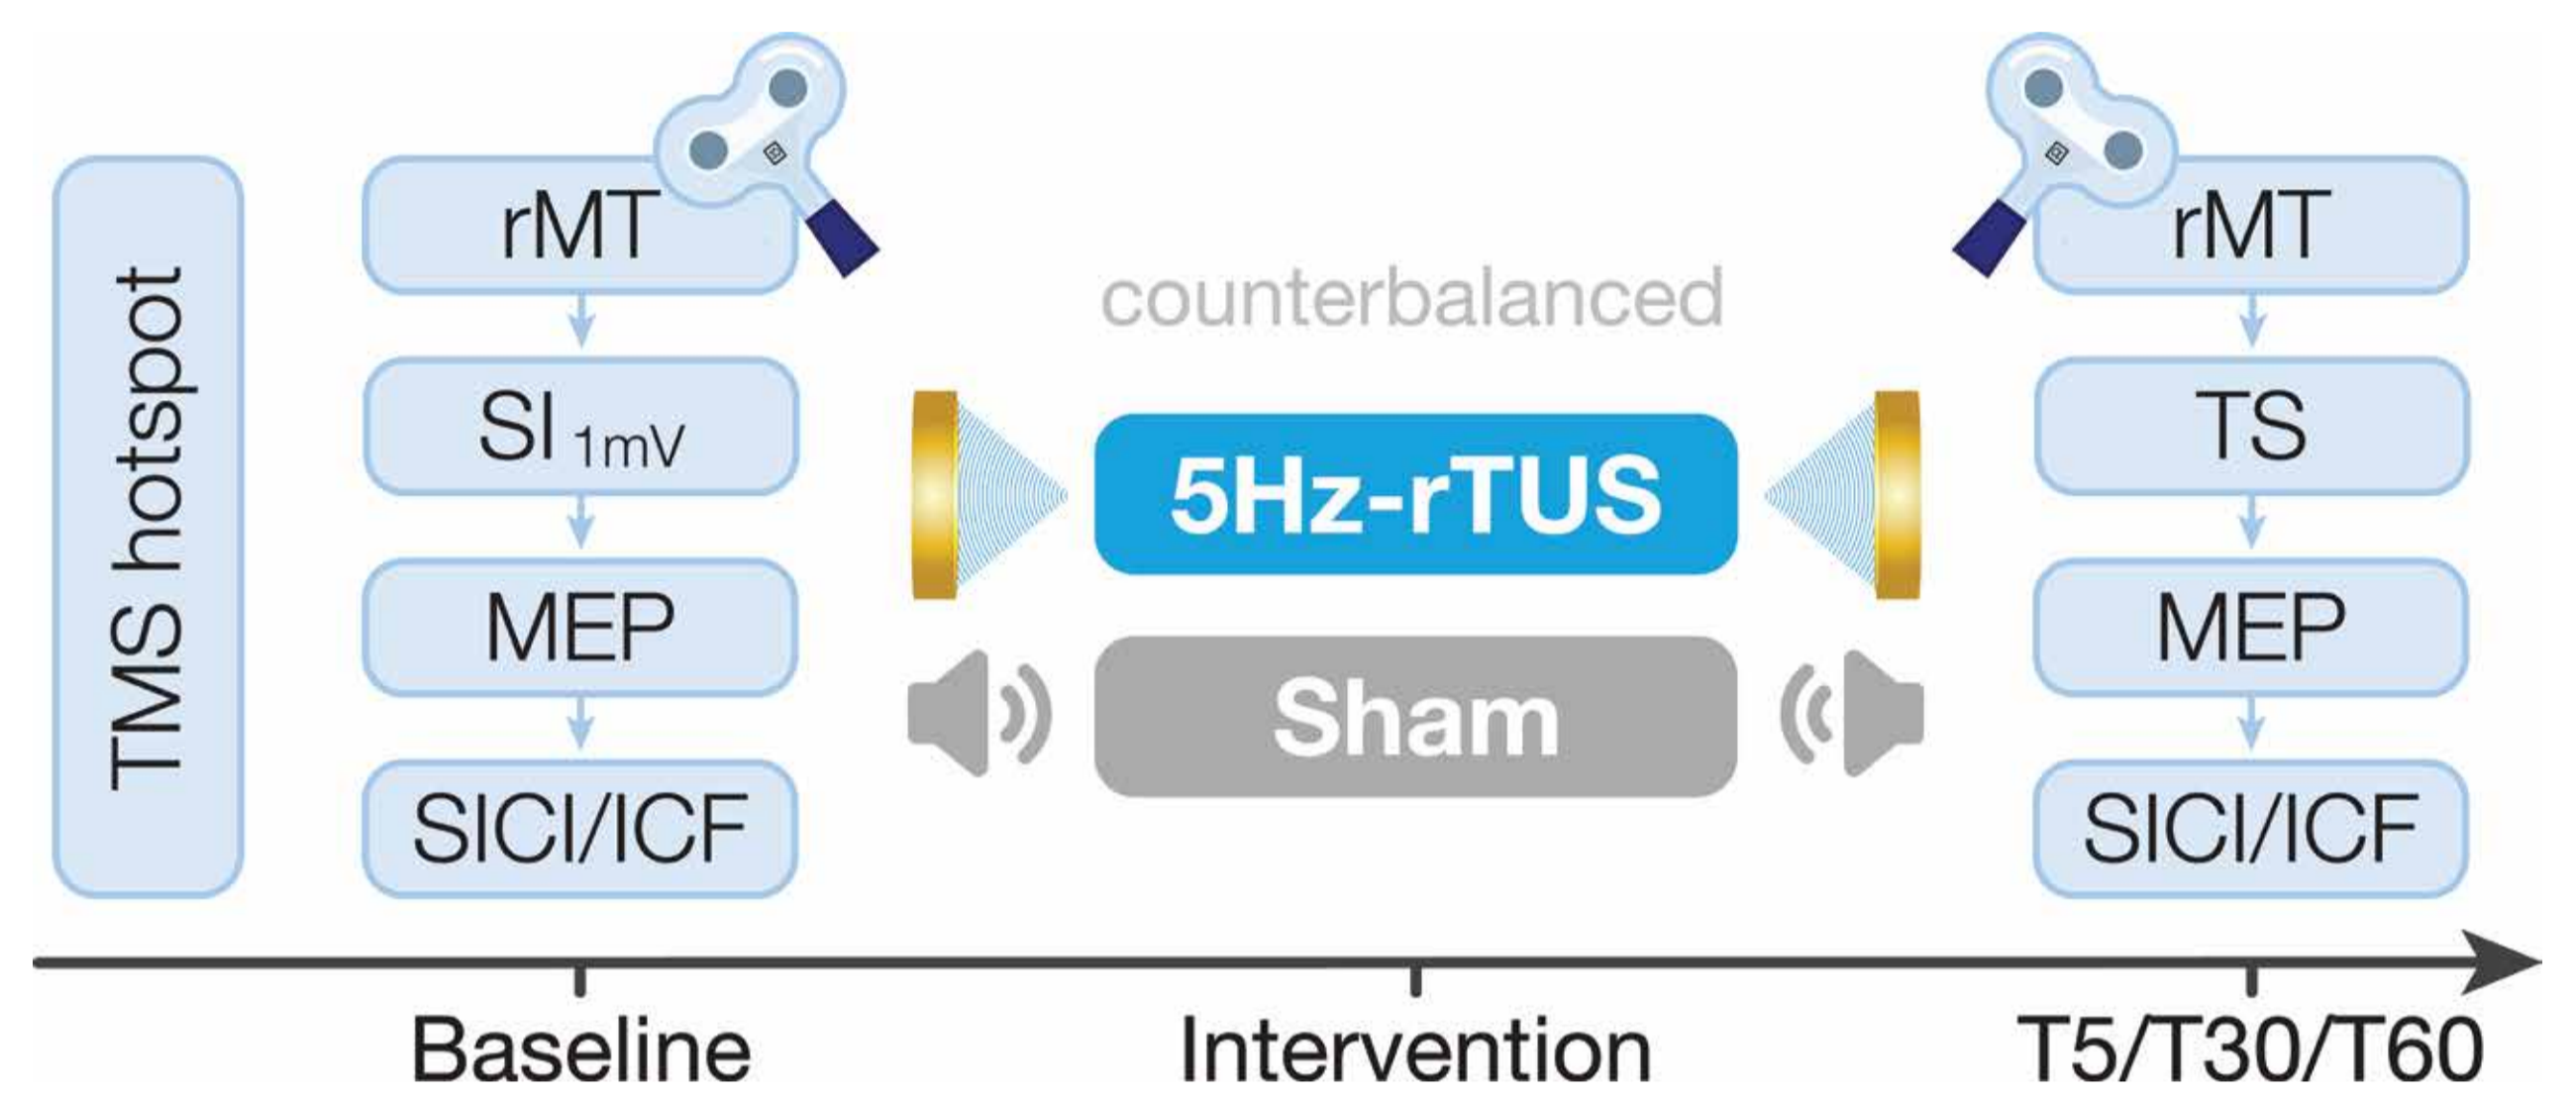 TMS hotspot
rMT
SI 1mV
MEP
SICI/ICF
counterbalanced
5Hz-rTUS
Sham
rMT
TS
MEP
SICI/ICF
Baseline
Intervention
T5/T30/T60